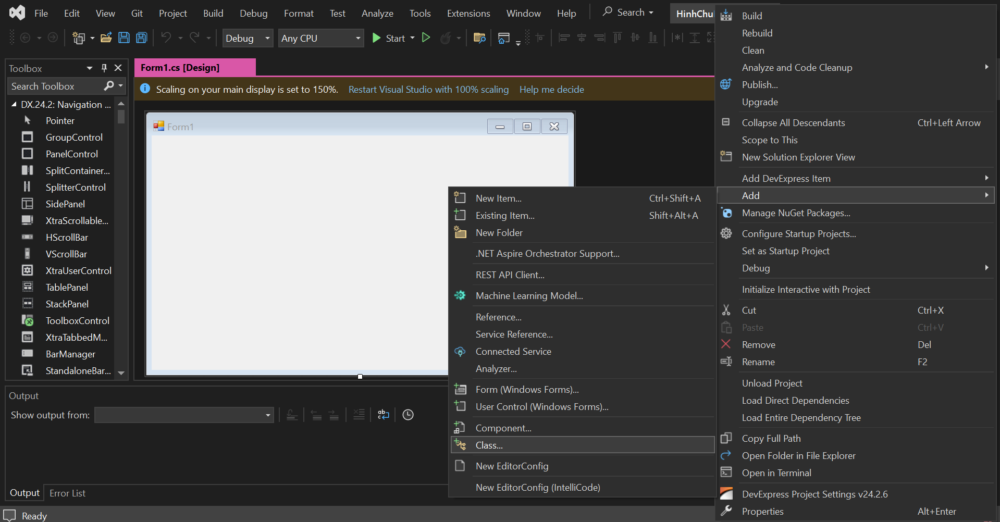 File Edit View Git Project Build Debug Format Test Analyze Tools Extensions Window Help Search HinhChu
Debug Any CPU Start
Toolbox
Search Toolbox
DX.24.2: Navigation ...
Pointer
GroupControl
PanelControl
SplitContainer...
SplitterControl
SidePanel
XtraScrollable...
HScrollBar
VScrollBar
XtraUserControl
TablePanel
StackPanel
ToolboxControl
XtraTabbedM...
BarManager
StandaloneBar...
Form1.cs [Design]
Scaling on your main display is set to 150%. Restart Visual Studio with 100% scaling Help me decide
Form1
Output
Show output from:
Output Error List
Ready
New Item... Ctrl+Shift+A
Existing Item... Shift+Alt+A
New Folder
.NET Aspire Orchestrator Support...
REST API Client...
Machine Learning Model...
Reference...
Service Reference...
Connected Service
Analyzer...
Form (Windows Forms)...
User Control (Windows Forms)...
Component...
Class...
New EditorConfig
New EditorConfig (IntelliCode)
Build
Rebuild
Clean
Analyze and Code Cleanup
Publish...
Upgrade
Collapse All Descendants Ctrl+Left Arrow
Scope to This
New Solution Explorer View
Add DevExpress Item
Add
Manage NuGet Packages...
Configure Startup Projects...
Set as Startup Project
Debug
Initialize Interactive with Project
Cut Ctrl+X
Paste Ctrl+V
Remove Del
Rename F2
Unload Project
Load Direct Dependencies
Load Entire Dependency Tree
Copy Full Path
Open Folder in File Explorer
Open in Terminal
DevExpress Project Settings v24.2.6
Properties Alt+Enter